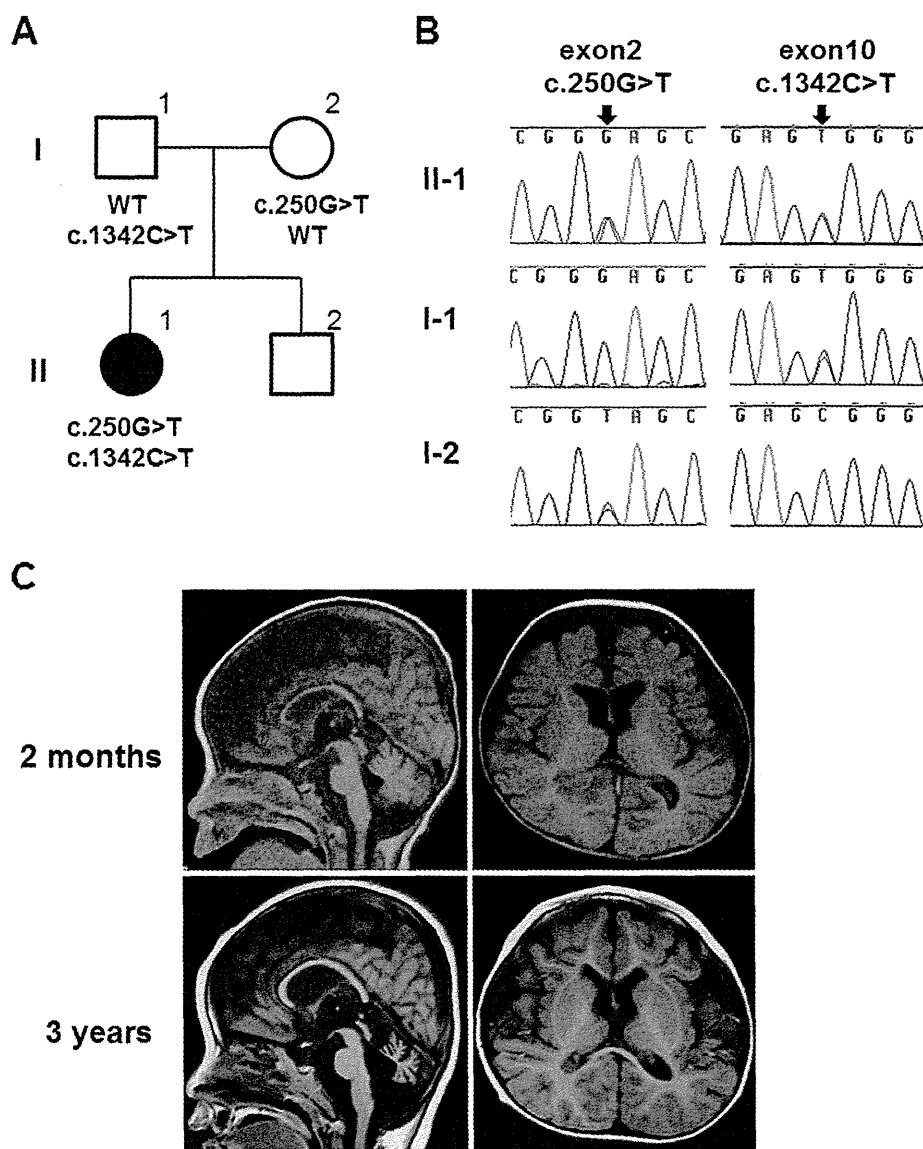 A
I
1
2
WT
c.1342C>T
c.250G>T
WT
II
1
2
c.250G>T
c.1342C>T
B
exon2
c.250G>T
exon10
c.1342C>T
II-1
C G G G A G C
G A G T G G G
I-1
C G G G A G C
G A G T G G G
I-2
C G G T A G C
G A G C G G G
C
2 months
3 years